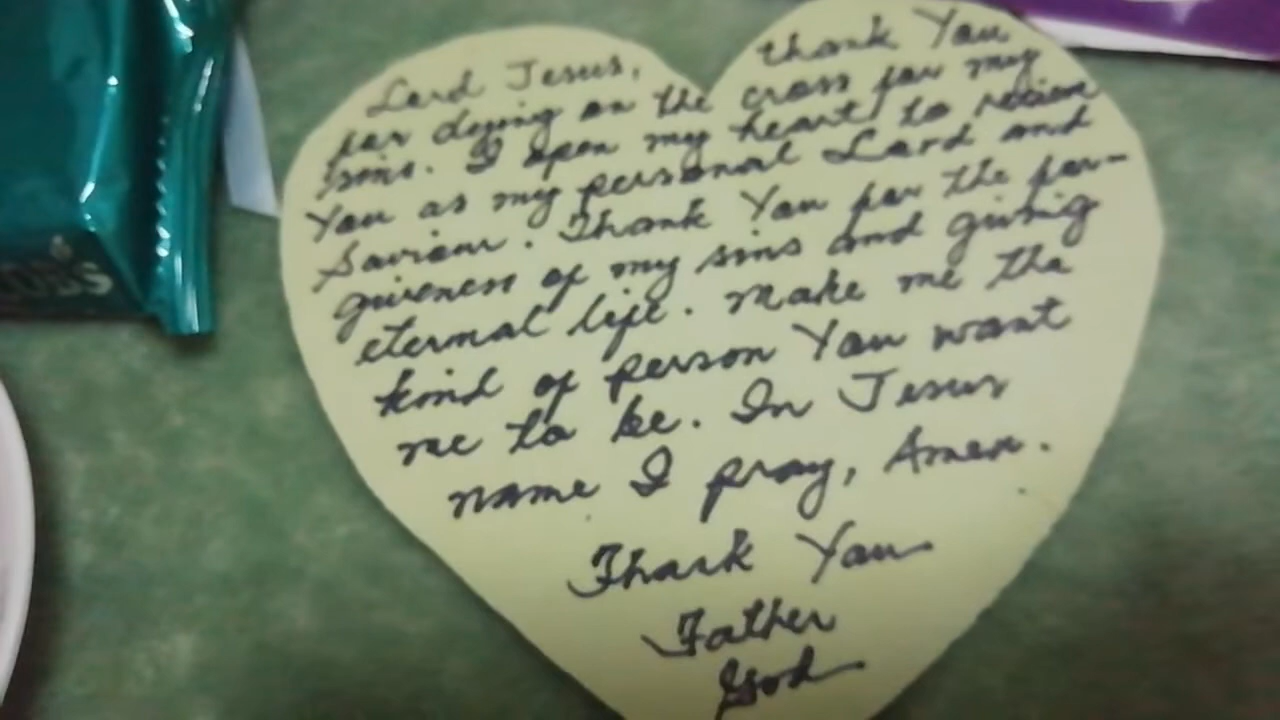 Lord Jesus, thank You
for dying on the cross for my
sins. I open my heart to recieve
You as my personal Lord and
Saviour. Thank You for the for-
giveness of my sins and giving
eternal life. Make me the
kind of person You want
me to be. In Jesus
name I pray, Amen.
Thank You
Father
God